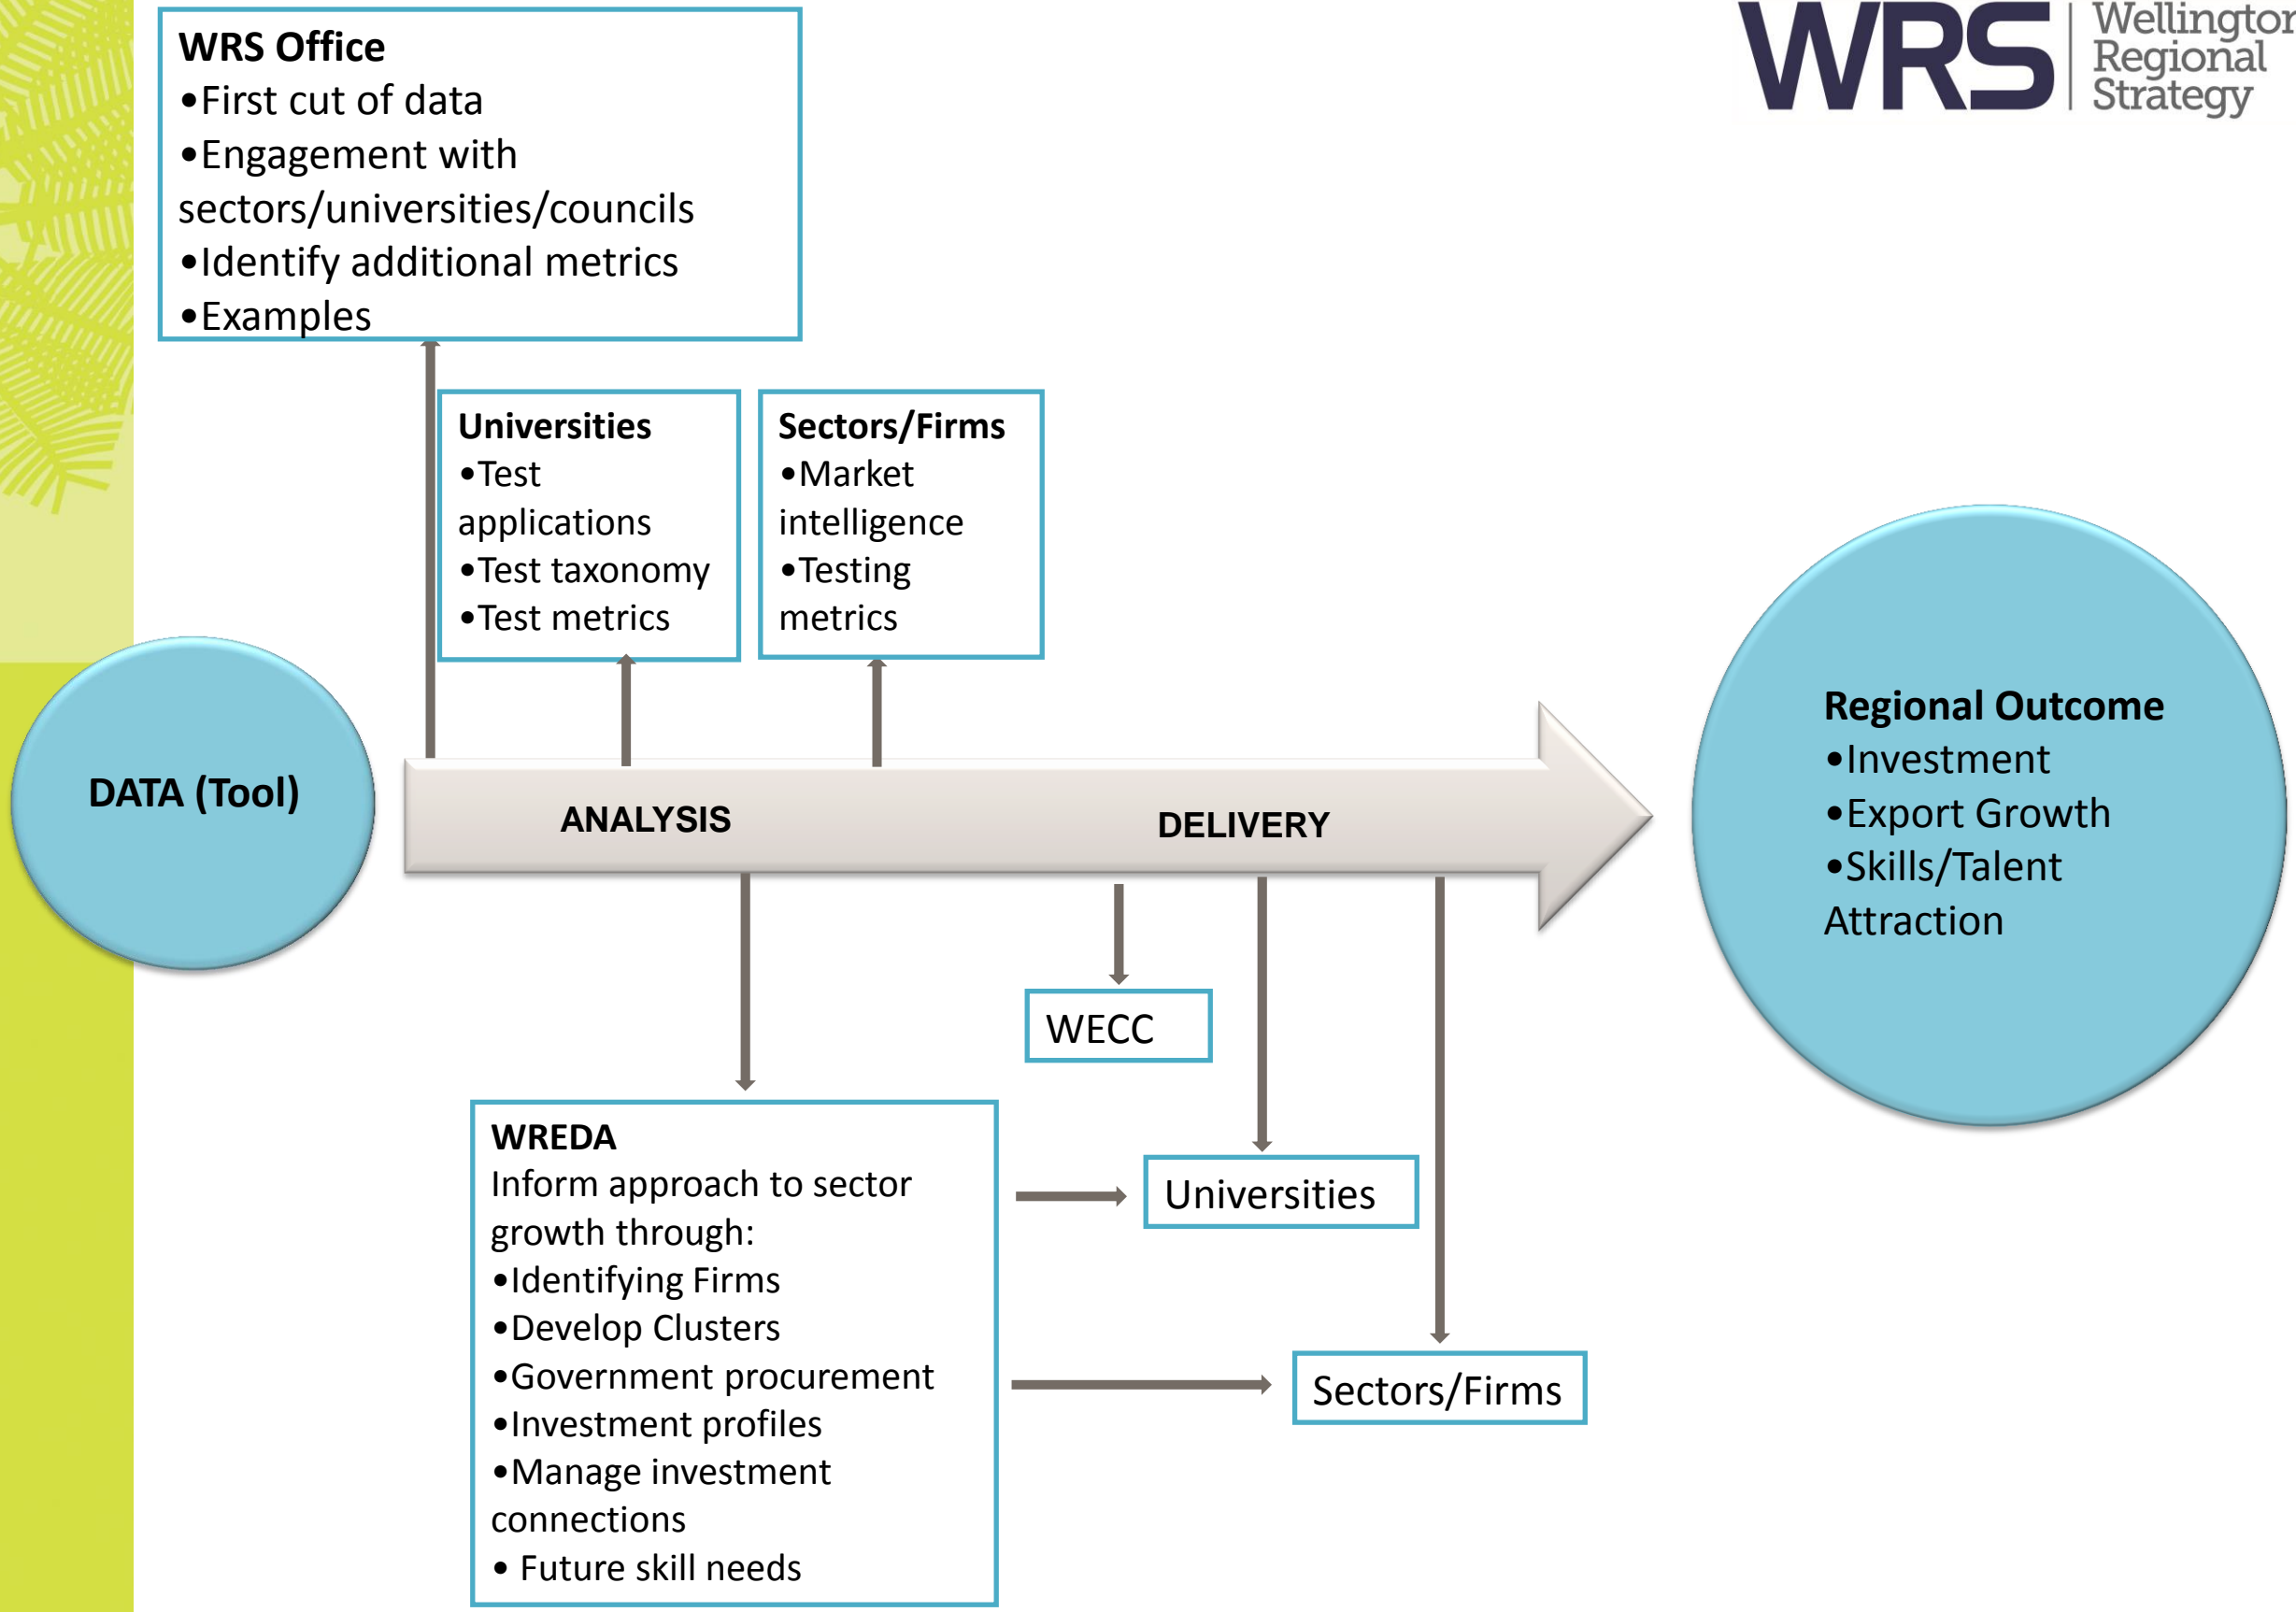 WRS Office
•First cut of data
•Engagement with
sectors/universities/councils
•Identify additional metrics
•Examples
WRS
Wellington
Regional
Strategy
Universities
•Test
applications
•Test taxonomy
•Test metrics
Sectors/Firms
•Market
intelligence
•Testing
metrics
DATA (Tool)
ANALYSIS
DELIVERY
Regional Outcome
•Investment
•Export Growth
•Skills/Talent
Attraction
WECC
WREDA
Inform approach to sector
growth through:
•Identifying Firms
•Develop Clusters
•Government procurement
•Investment profiles
•Manage investment
connections
• Future skill needs
Universities
Sectors/Firms